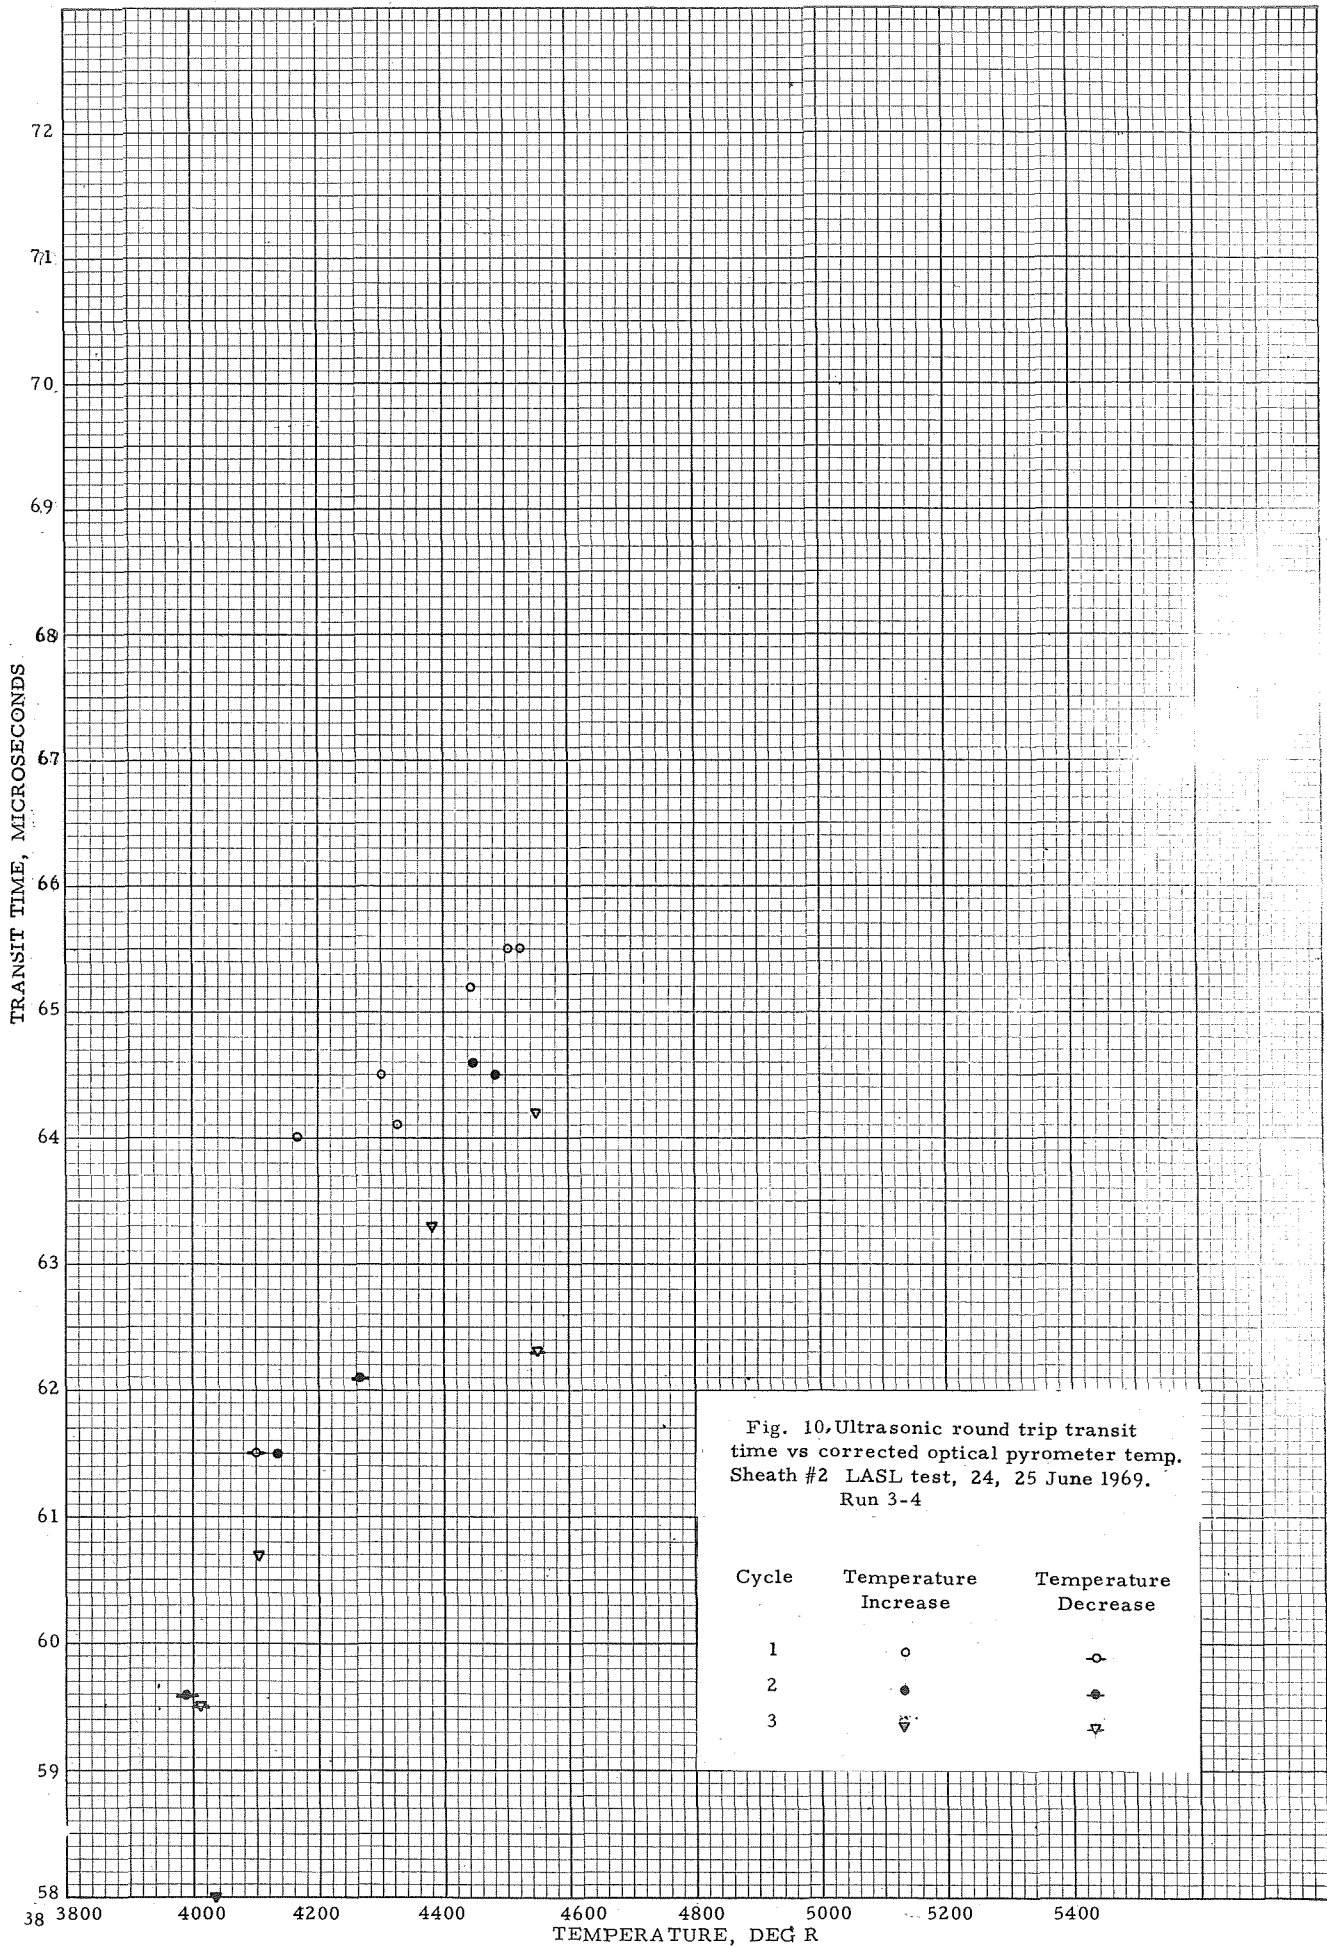 72
71
70
69
68
67
66
65
64
63
62
61
60
59
58
TRANSIT TIME, MICROSECONDS
Fig. 10, Ultrasonic round trip transit
time vs corrected optical pyrometer temp.
Sheath #2 LASL test, 24, 25 June 1969.
Run 3-4
Cycle Temperature Temperature
Increase Decrease
1
2
3
3800 4000 4200 4400 4600 4800 5000 5200 5400
TEMPERATURE, DEG R
38